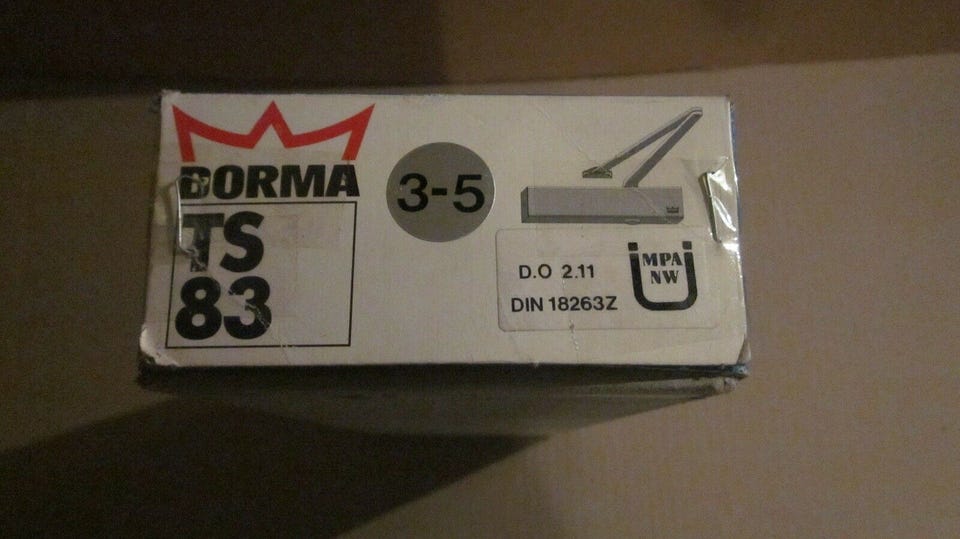 DORMA
TS
83
3-5
D.O 2.11
DIN 18263Z
MPA
NW